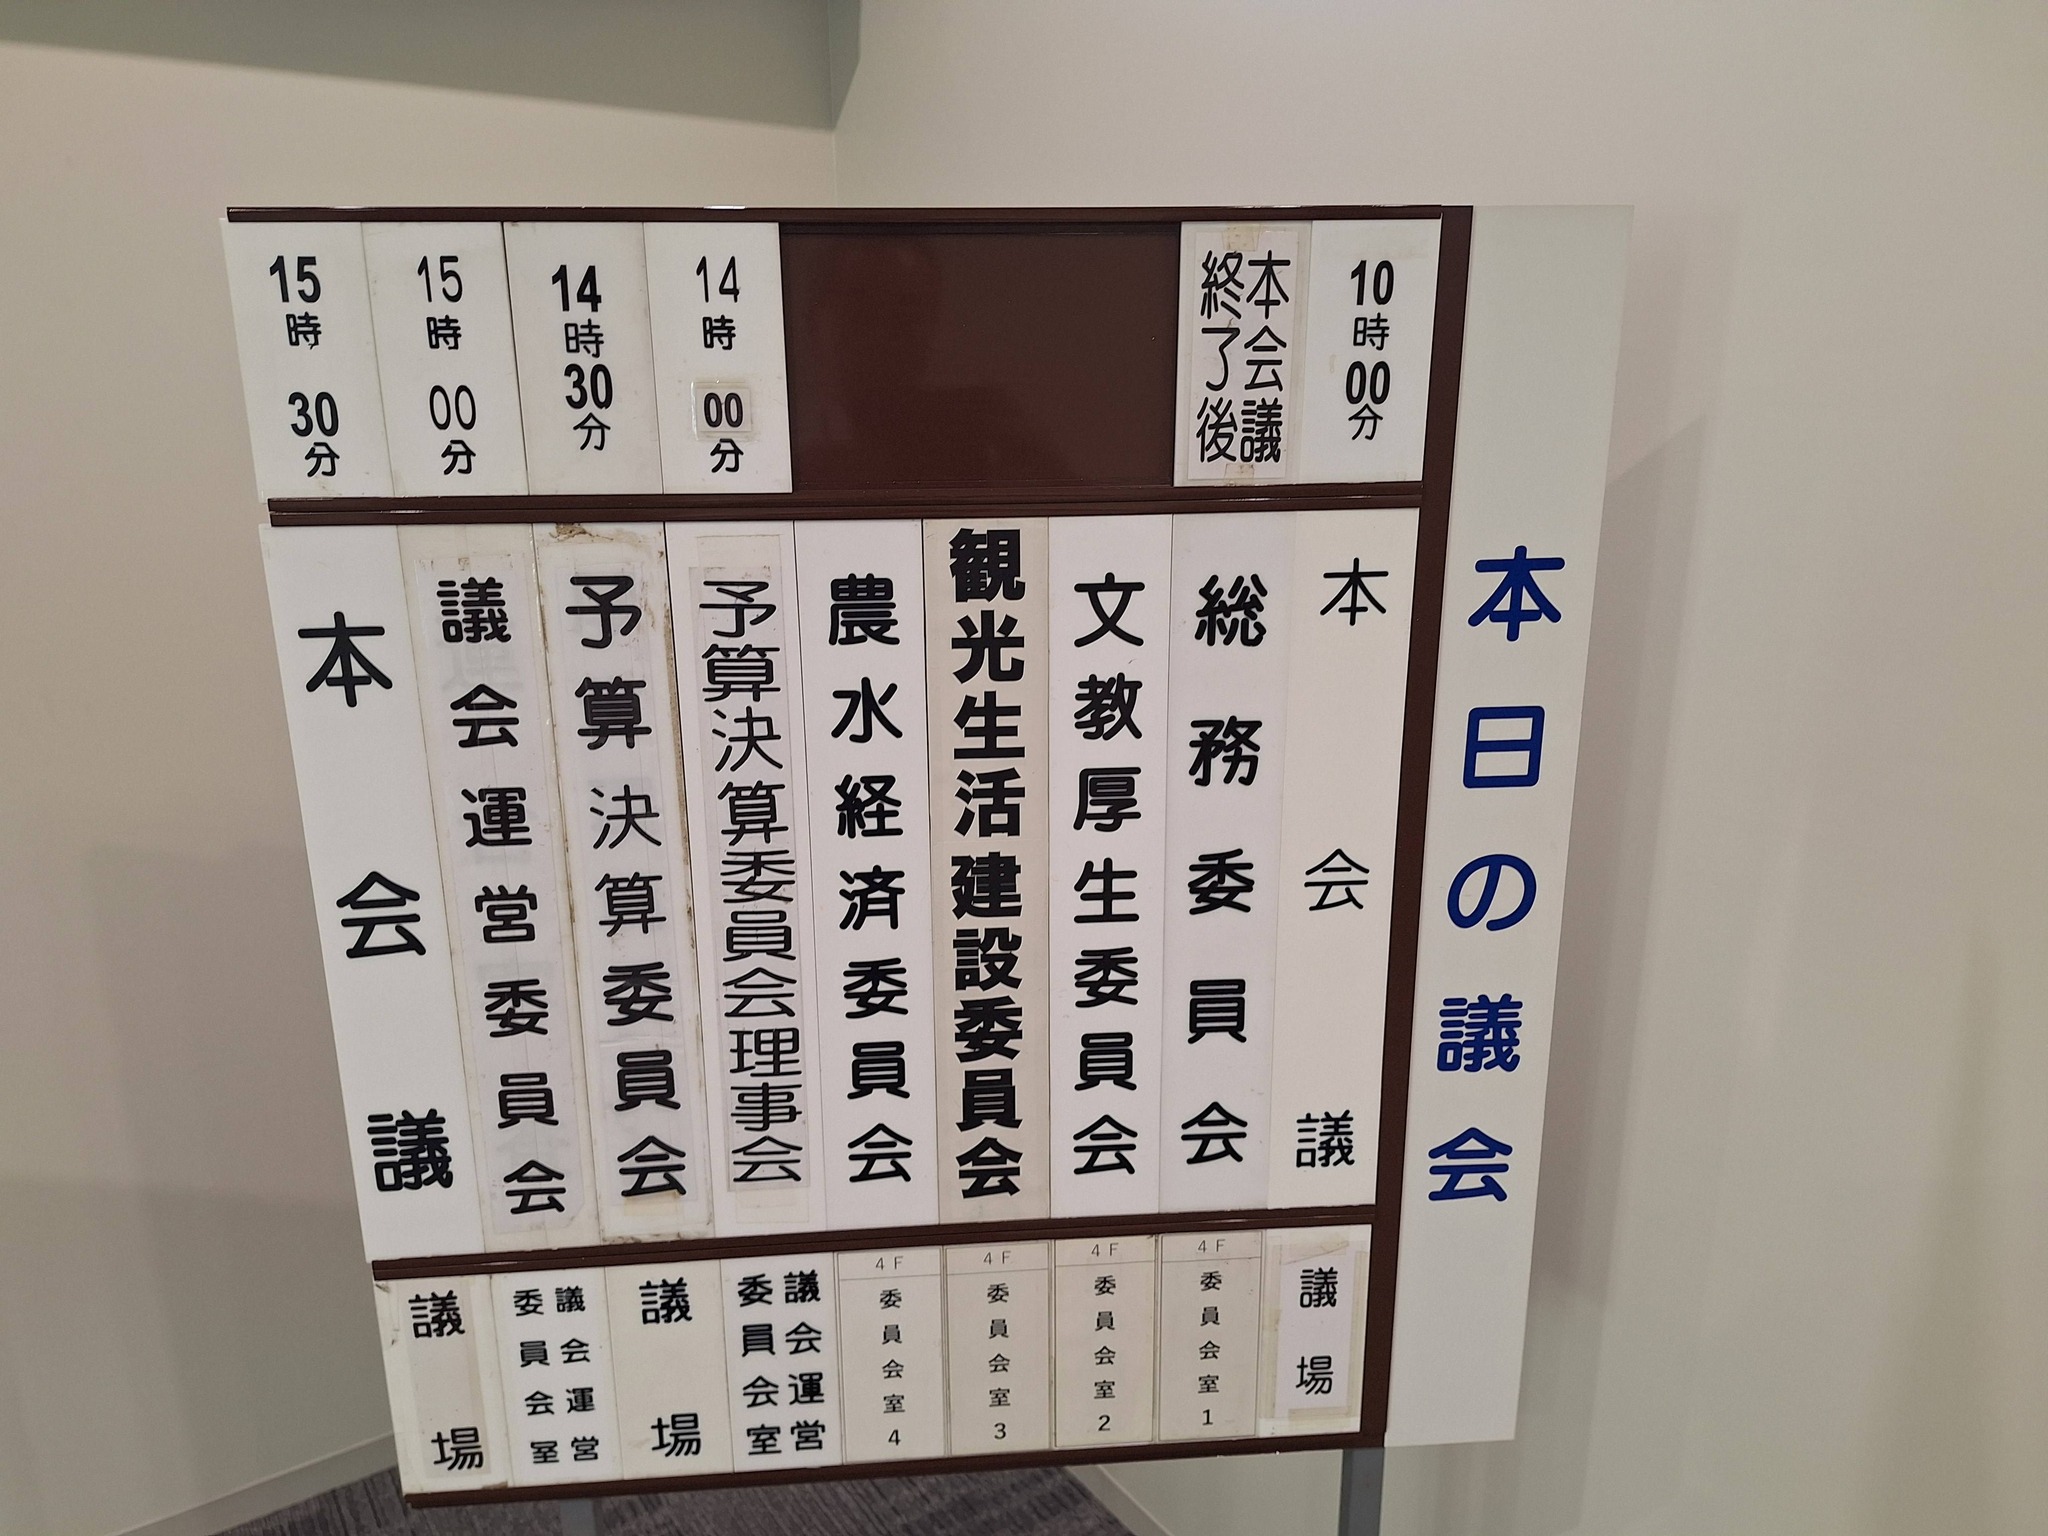 本日の議会
10時00分
本会議
議場
本会議
終了後
総務委員会
4F
委員会室1
文教厚生委員会
4F
委員会室2
観光生活建設委員会
4F
委員会室3
農水経済委員会
4F
委員会室4
14時00分
予算決算委員会理事会
議会運営
委員会室
14時30分
予算決算委員会
議場
15時00分
議会運営委員会
議会運営
委員会室
15時30分
本会議
議場